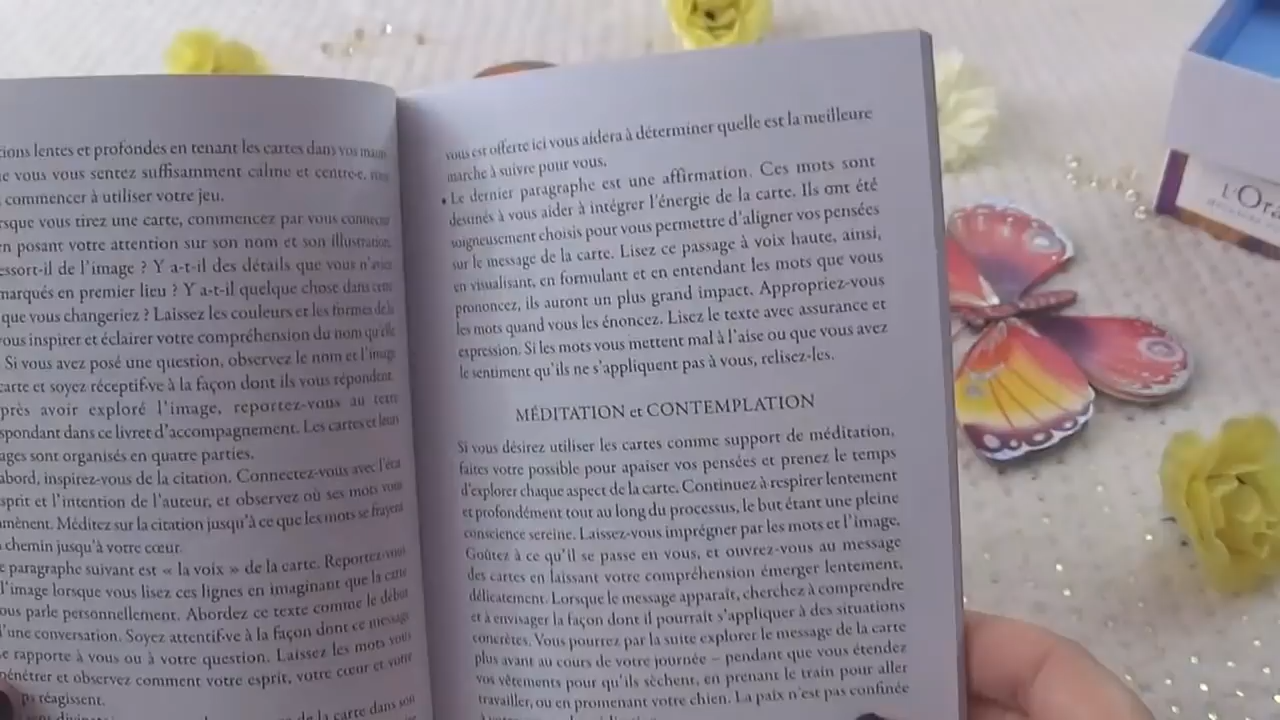 ions lentes et profondes en tenant les cartes dans vos mains
e vous vous sentez suffisamment calme et centré·e,
commencer à utiliser votre jeu.
rsque vous tirez une carte, commencez par vous connecter
n posant votre attention sur son nom et son illustration.
essort-il de l'image ? Y a-t-il des détails que vous n'avez
marqués en premier lieu ? Y a-t-il quelque chose dans cette
que vous changeriez ? Laissez les couleurs et les formes de la
vous inspirer et éclairer votre compréhension du nom qu'elle
Si vous avez posé une question, observez le nom et l'image
carte et soyez réceptif·ve à la façon dont ils vous répondent.
près avoir exploré l'image, reportez-vous au texte
spondant dans ce livret d'accompagnement. Les cartes et leurs
ages sont organisés en quatre parties.
abord, inspirez-vous de la citation. Connectez-vous avec l'état
sprit et l'intention de l'auteur, et observez où ses mots vous
mènent. Méditez sur la citation jusqu'à ce que les mots se frayent
chemin jusqu'à votre cœur.
e paragraphe suivant est « la voix » de la carte. Reportez-vous
l'image lorsque vous lisez ces lignes en imaginant que la carte
ous parle personnellement. Abordez ce texte comme le début
d'une conversation. Soyez attentif·ve à la façon dont ce message
se rapporte à vous ou à votre question. Laissez les mots vous
pénétrer et observez comment votre esprit, votre cœur et votre
ps réagissent.
de la carte dans son
vous est offerte ici vous aidera à déterminer quelle est la meilleure
marche à suivre pour vous.
• Le dernier paragraphe est une affirmation. Ces mots sont
destinés à vous aider à intégrer l'énergie de la carte. Ils ont été
soigneusement choisis pour vous permettre d'aligner vos pensées
sur le message de la carte. Lisez ce passage à voix haute, ainsi,
en visualisant, en formulant et en entendant les mots que vous
prononcez, ils auront un plus grand impact. Appropriez-vous
les mots quand vous les énoncez. Lisez le texte avec assurance et
expression. Si les mots vous mettent mal à l'aise ou que vous avez
le sentiment qu'ils ne s'appliquent pas à vous, relisez-les.
MÉDITATION et CONTEMPLATION
Si vous désirez utiliser les cartes comme support de méditation,
faites votre possible pour apaiser vos pensées et prenez le temps
d'explorer chaque aspect de la carte. Continuez à respirer lentement
et profondément tout au long du processus, le but étant une pleine
conscience sereine. Laissez-vous imprégner par les mots et l'image.
Goûtez à ce qu'il se passe en vous, et ouvrez-vous au message
des cartes en laissant votre compréhension émerger lentement,
délicatement. Lorsque le message apparaît, cherchez à comprendre
et à envisager la façon dont il pourrait s'appliquer à des situations
concrètes. Vous pourrez par la suite explorer le message de la carte
plus avant au cours de votre journée – pendant que vous étendez
vos vêtements pour qu'ils sèchent, en prenant le train pour aller
travailler, ou en promenant votre chien. La paix n'est pas confinée
L'Ora